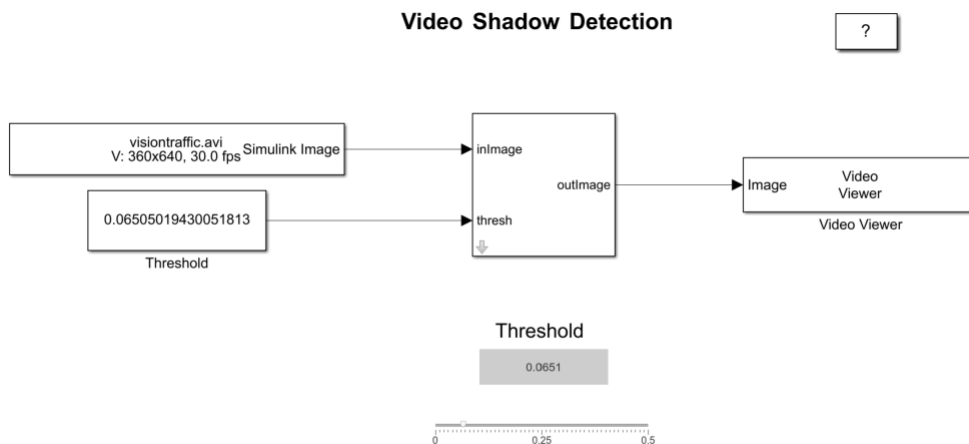 Video Shadow Detection
?
visiontraffic.avi
V: 360x640, 30.0 fps
Simulink Image
inImage
outImage
thresh
0.06505019430051813
Threshold
Image
Video
Viewer
Video Viewer
Threshold
0.0651
0 0.25 0.5